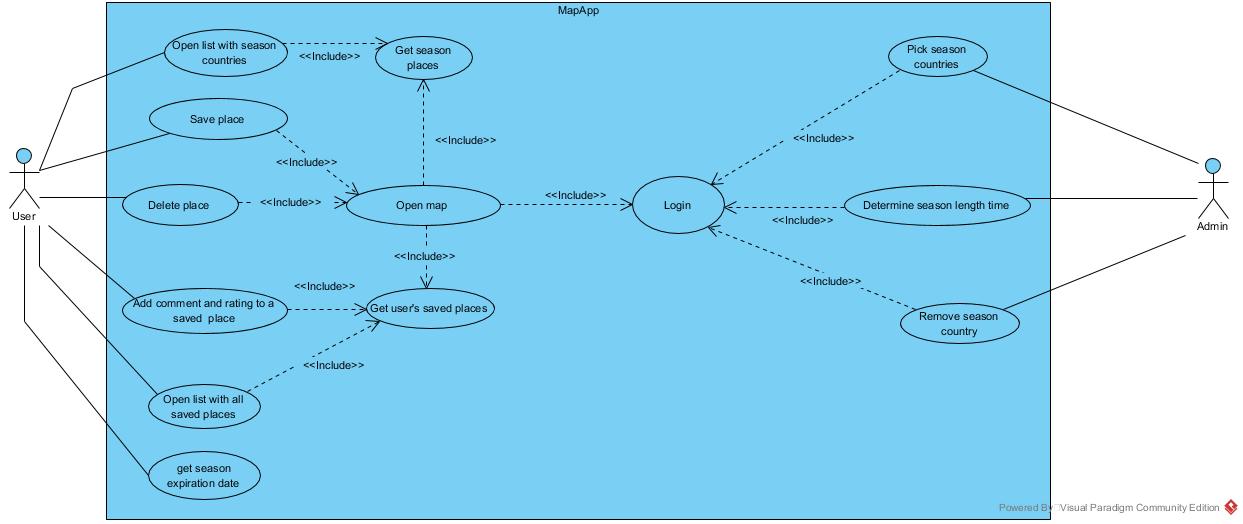 MapApp
Open list with season
countries
<<Include>>
Get season
places
Pick season
countries
Save place
<<Include>>
<<Include>>
<<Include>>
User
Delete place
<<Include>>
Open map
<<Include>>
Login
<<Include>>
Determine season length time
Admin
<<Include>>
<<Include>>
Add comment and rating to a
saved place
<<Include>>
Get user's saved places
Remove season
country
<<Include>>
Open list with all
saved places
get season
expiration date
Powered By Visual Paradigm Community Edition